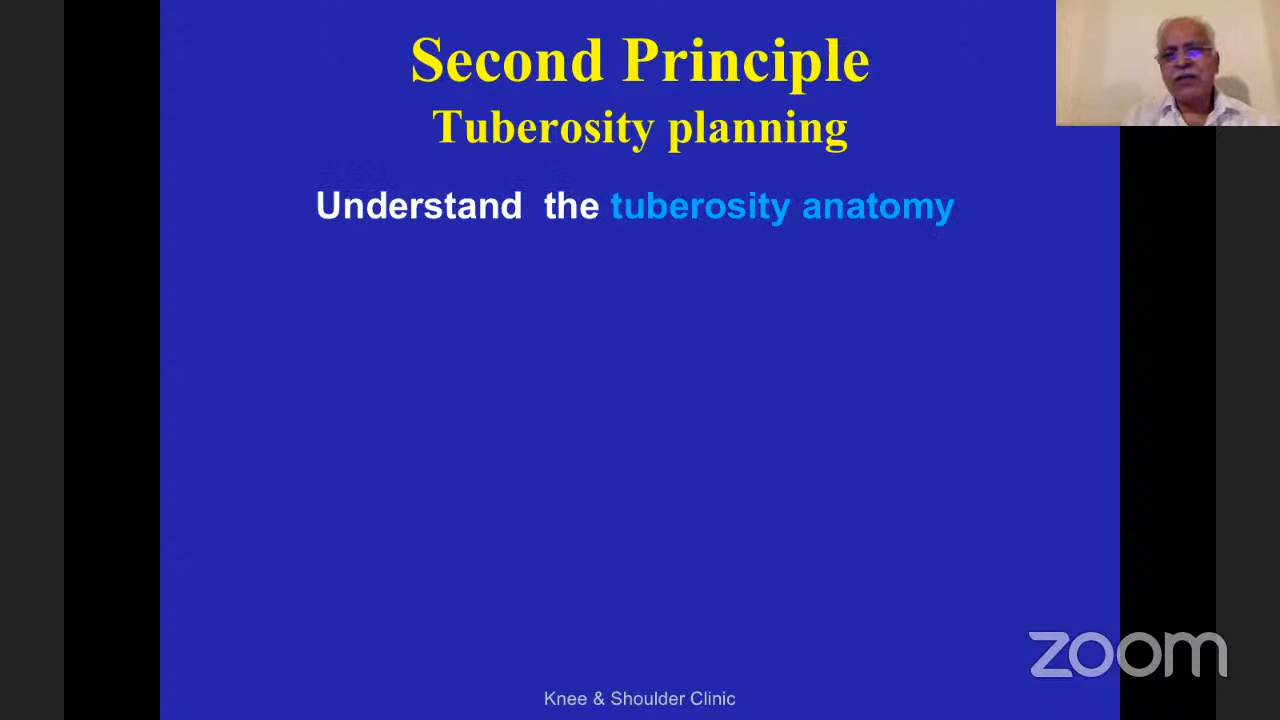 Second Principle
Tuberosity planning
Understand the tuberosity anatomy
zoom
Knee & Shoulder Clinic